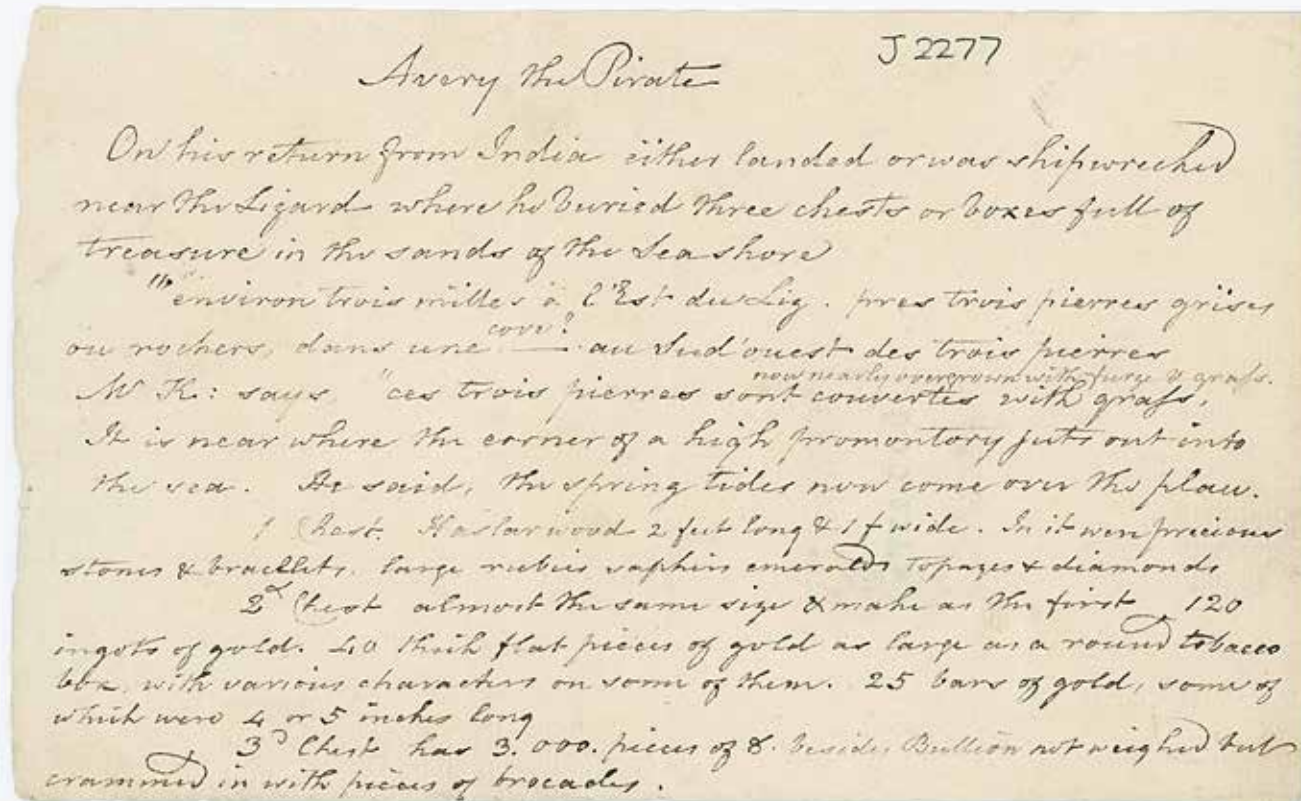 J 2277
Avery the Pirate
On his return from India either landed or was shipwrecked
near the Lizard where he buried three chests or boxes full of
treasure in the sands of the Sea shore
"environ trois milles à l'Est du Lig. pres trois pierres grises
ou rochers, dans une cove? — au Sud'ouest des trois pierres
now nearly overgrown with furze & grass.
Mr K: says, "ces trois pierres sont couvertes with grass,
It is near where the corner of a high promontory juts out into
the sea. He said, the spring tides now come over the place.
1 Chest. Haslarwood 2 feet long & 1 f wide. In it were precious
stones & bracelets, large rubies saphirs emeralds Topazes & diamonds
2d Chest almost the same size & make as the first 120
ingots of gold. 40 thick flat pieces of gold as large as a round tobacco
box, with various characters on some of them. 25 bars of gold, some of
which were 4 or 5 inches long
3d Chest has 3.000. pieces of 8. besides Bullion not weighed but
crammed in with pieces of brocades.